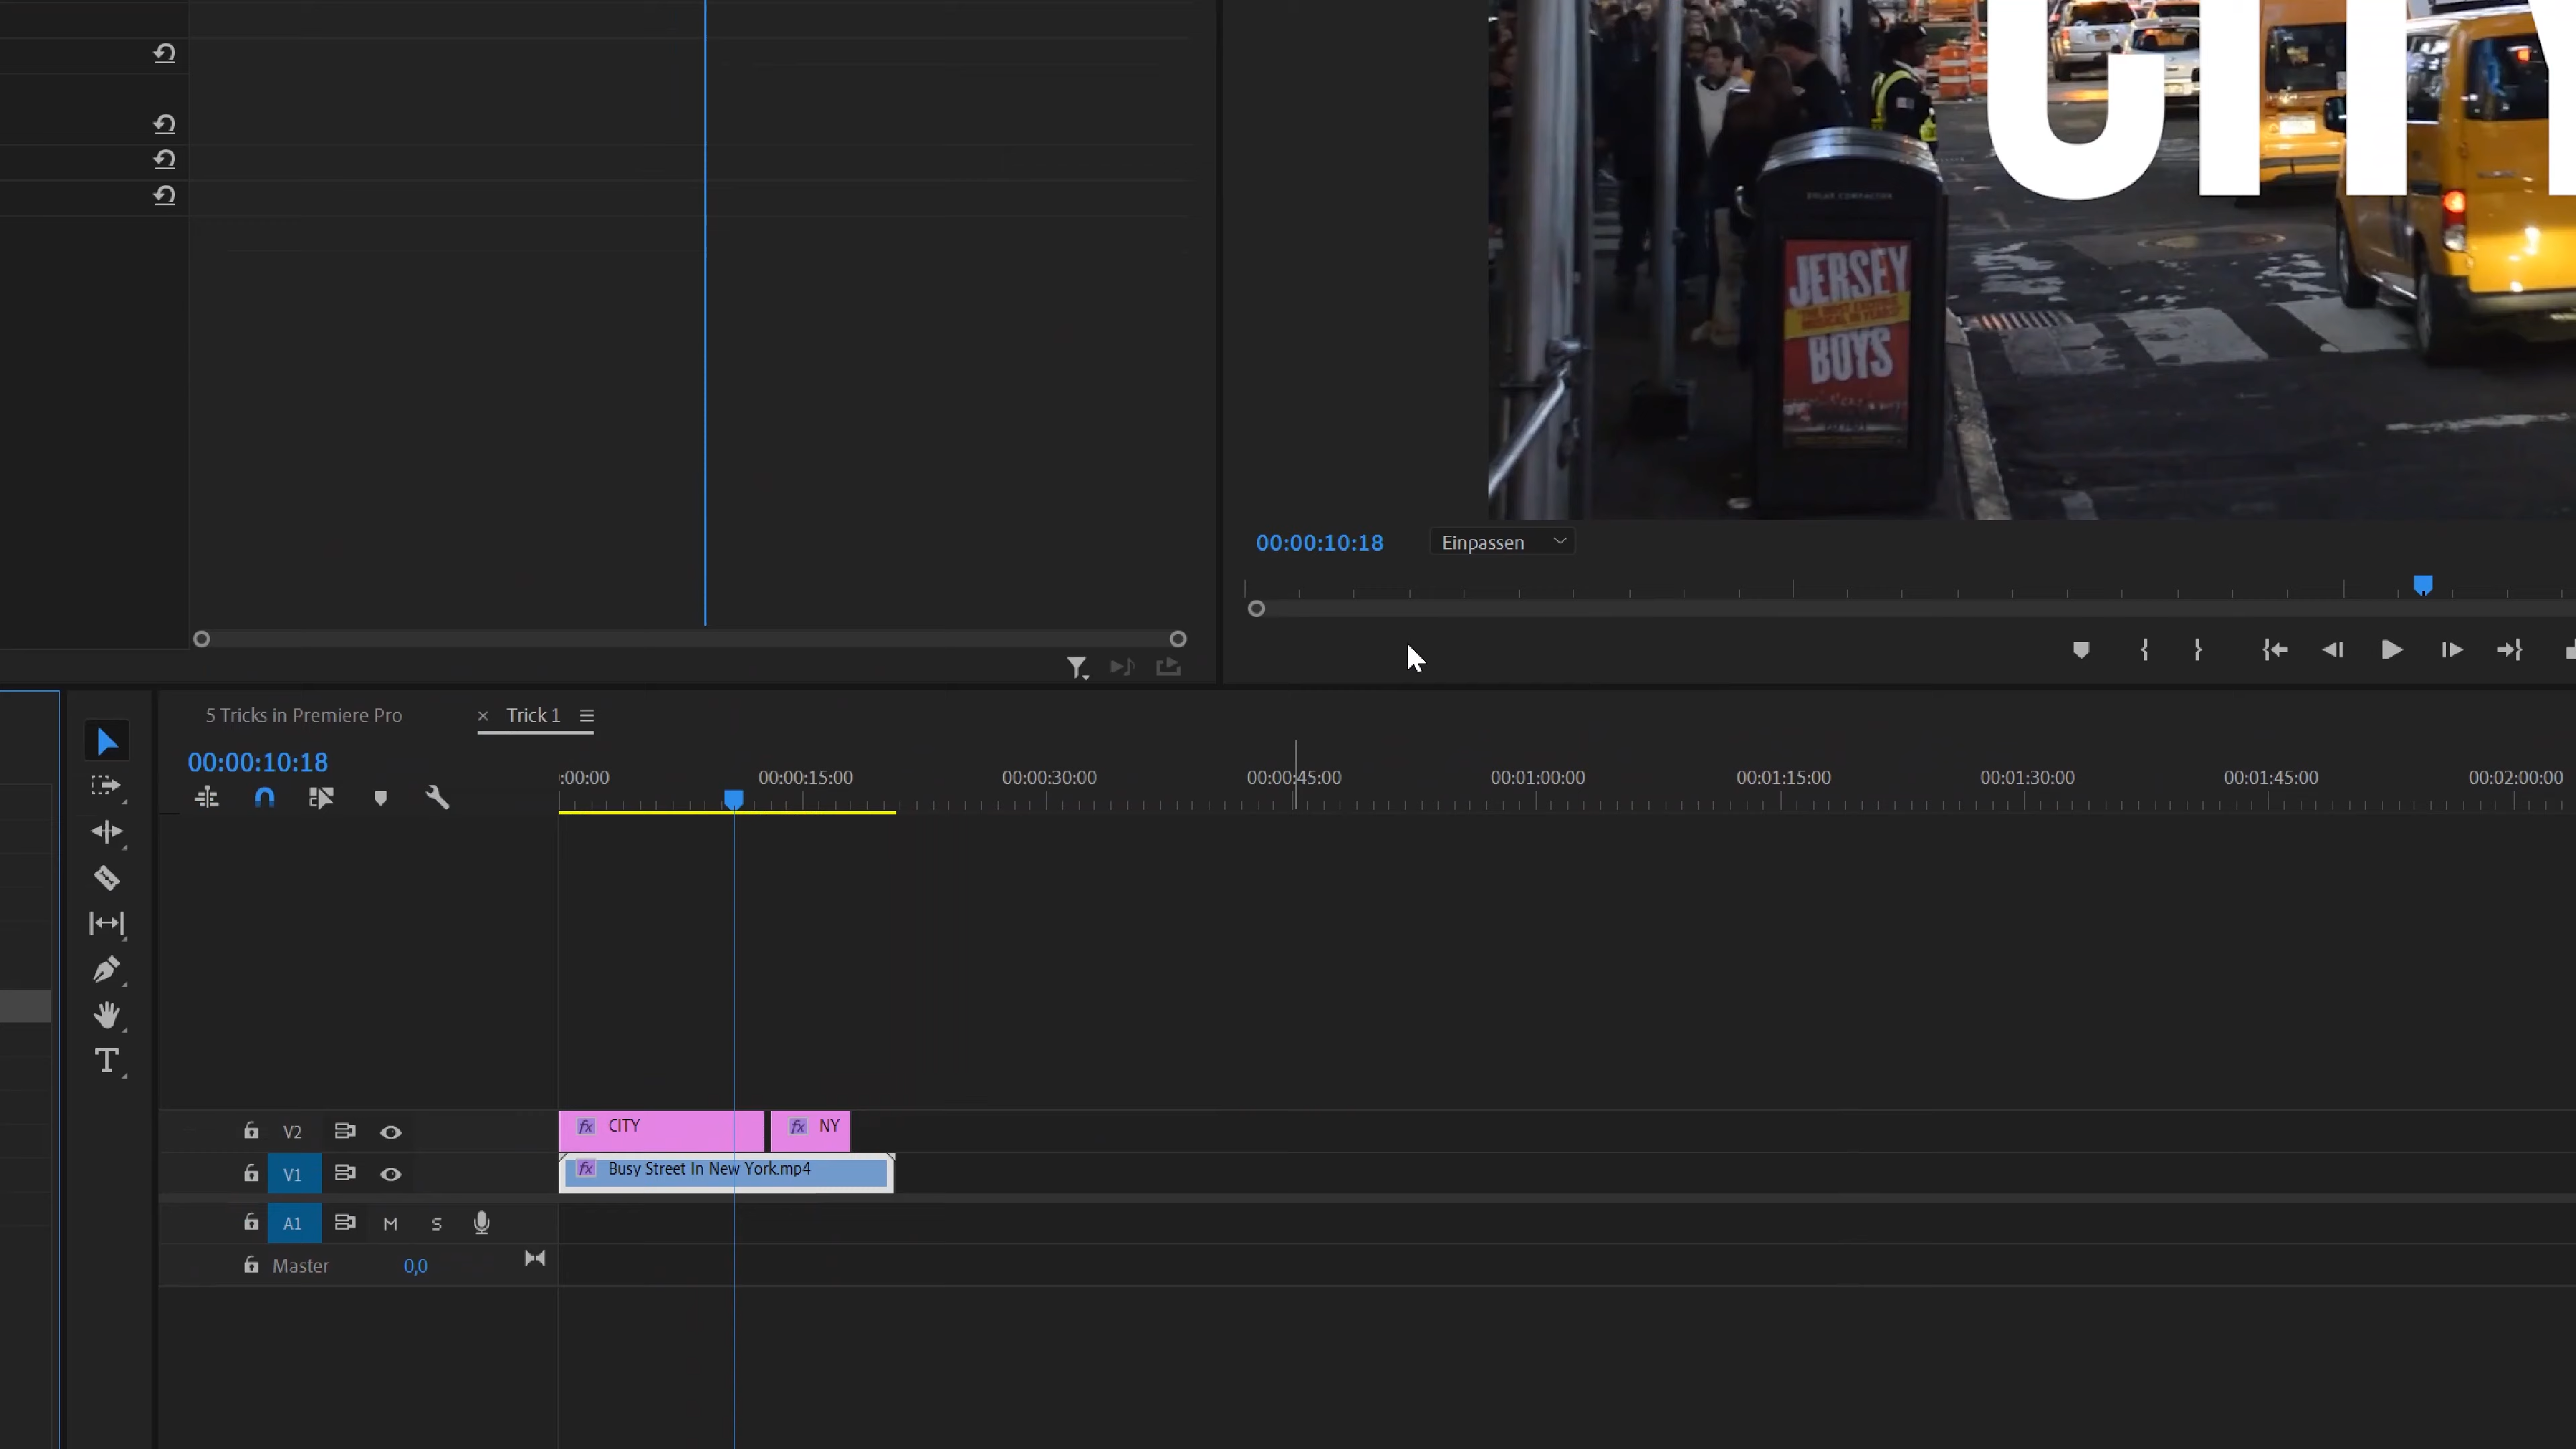 CITY
SOLAR COMPACTOR
JERSEY
BOYS
00:00:10:18 Einpassen
5 Tricks in Premiere Pro
× Trick 1
00:00:10:18
:00:00 00:00:15:00 00:00:30:00 00:00:45:00 00:01:00:00 00:01:15:00 00:01:30:00 00:01:45:00 00:02:00:00
V2 fx CITY fx NY
V1 fx Busy Street In New York.mp4
A1 M S
Master 0,0